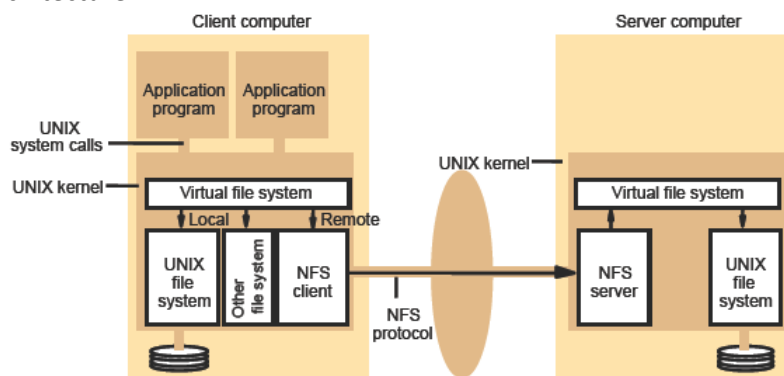 Client computer
Server computer
Application
program
Application
program
UNIX
system calls
UNIX kernel
UNIX kernel
Virtual file system
Virtual file system
Local
Remote
UNIX
file
system
Other
file system
NFS
client
NFS
protocol
NFS
server
UNIX
file
system